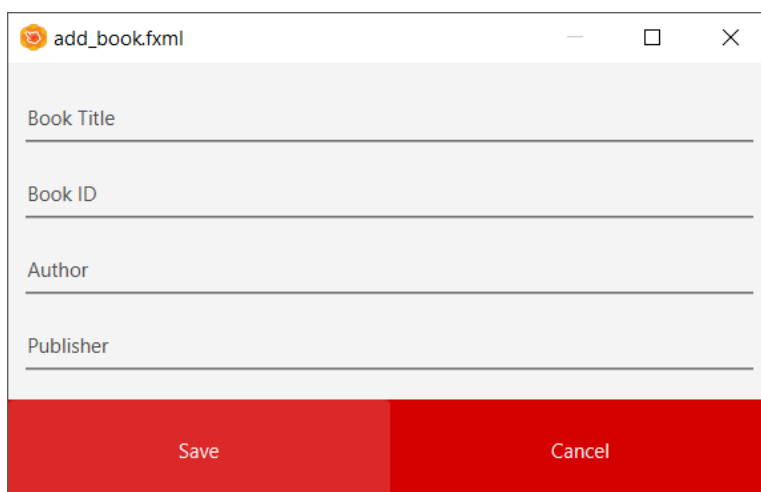 add_book.fxml
Book Title
Book ID
Author
Publisher
Save Cancel